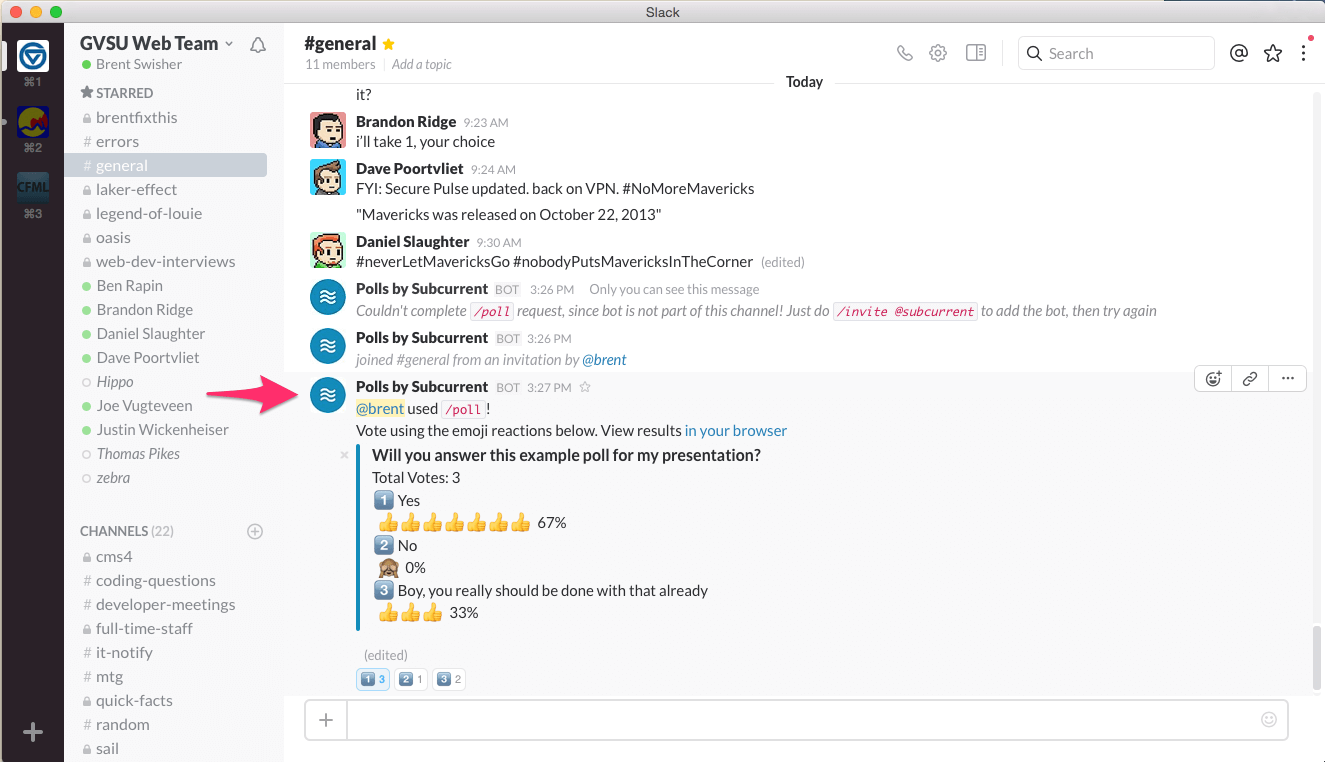 Slack
GVSU Web Team
Brent Swisher
STARRED
brentfixthis
# errors
# general
laker-effect
legend-of-louie
oasis
web-dev-interviews
Ben Rapin
Brandon Ridge
Daniel Slaughter
Dave Poortvliet
Hippo
Joe Vugteveen
Justin Wickenheiser
Thomas Pikes
zebra
CHANNELS (22)
cms4
# coding-questions
# developer-meetings
full-time-staff
# it-notify
# mtg
quick-facts
# random
sail
⌘1
⌘2
CFML
⌘3
#general
11 members | Add a topic
Search
Today
it?
Brandon Ridge 9:23 AM
i'll take 1, your choice
Dave Poortvliet 9:24 AM
FYI: Secure Pulse updated. back on VPN. #NoMoreMavericks
"Mavericks was released on October 22, 2013"
Daniel Slaughter 9:30 AM
#neverLetMavericksGo #nobodyPutsMavericksInTheCorner (edited)
Polls by Subcurrent BOT 3:26 PM Only you can see this message
Couldn't complete /poll request, since bot is not part of this channel! Just do /invite @subcurrent to add the bot, then try again
Polls by Subcurrent BOT 3:26 PM
joined #general from an invitation by @brent
Polls by Subcurrent BOT 3:27 PM
@brent used /poll !
Vote using the emoji reactions below. View results in your browser
Will you answer this example poll for my presentation?
Total Votes: 3
1 Yes
67%
2 No
0%
3 Boy, you really should be done with that already
33%
(edited)
1 3 2 1 3 2